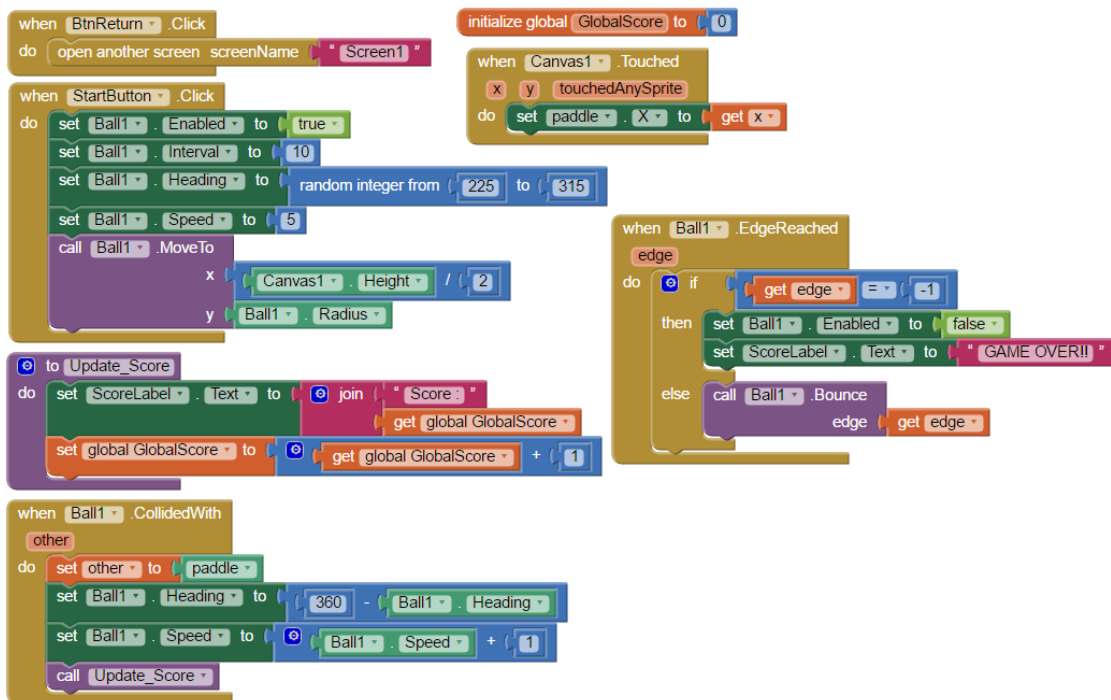 when BtnReturn .Click
do open another screen screenName " Screen1 "
initialize global GlobalScore to 0
when Canvas1 .Touched
x y touchedAnySprite
do set paddle . X to get x
when StartButton .Click
do set Ball1 . Enabled to true
set Ball1 . Interval to 10
set Ball1 . Heading to random integer from 225 to 315
set Ball1 . Speed to 5
call Ball1 .MoveTo
x Canvas1 . Height / 2
y Ball1 . Radius
when Ball1 .EdgeReached
edge
do if get edge = -1
then set Ball1 . Enabled to false
set ScoreLabel . Text to " GAME OVER!! "
else call Ball1 .Bounce
edge get edge
to Update_Score
do set ScoreLabel . Text to join " Score : "
get global GlobalScore
set global GlobalScore to get global GlobalScore + 1
when Ball1 .CollidedWith
other
do set other to paddle
set Ball1 . Heading to 360 - Ball1 . Heading
set Ball1 . Speed to Ball1 . Speed + 1
call Update_Score